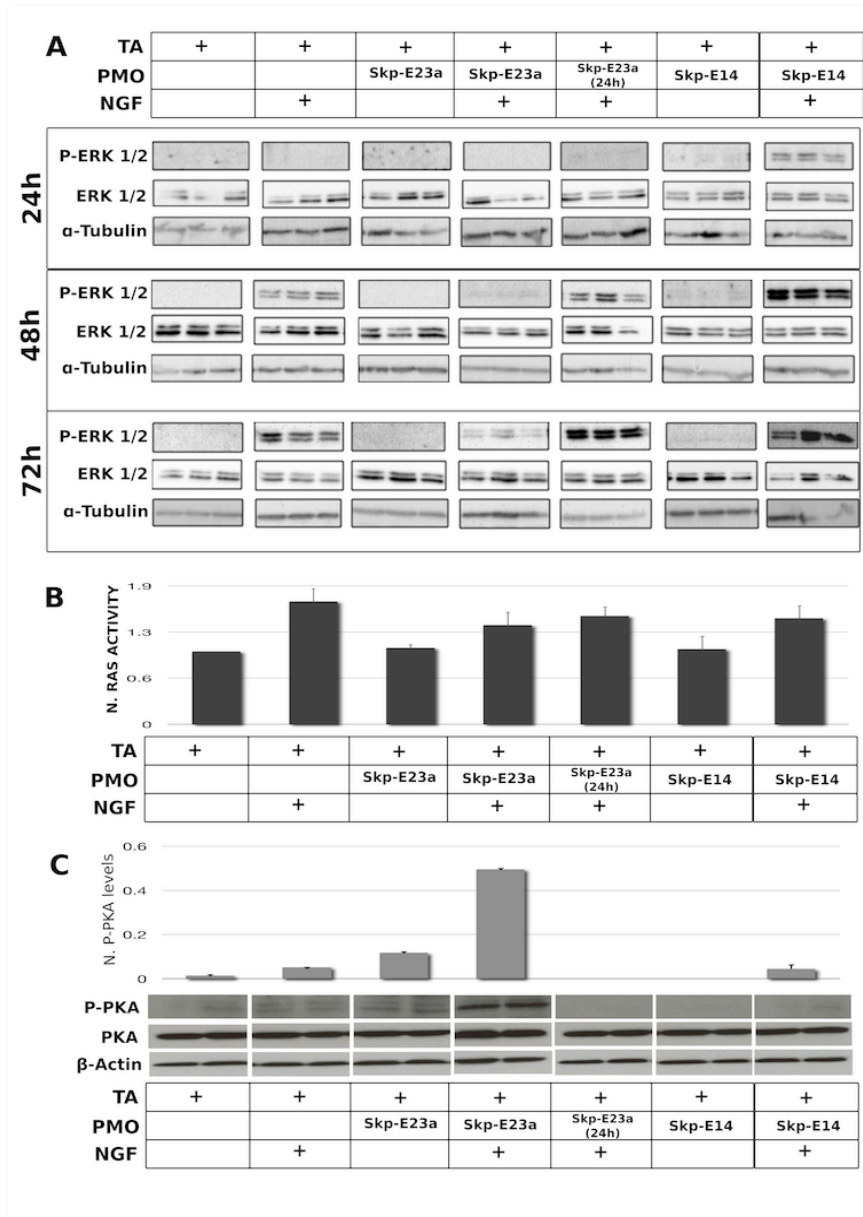 A
TA + + + + + + +
PMO Skp-E23a Skp-E23a Skp-E23a (24h) Skp-E14 Skp-E14
NGF + + + +
24h
P-ERK 1/2
ERK 1/2
α-Tubulin
48h
P-ERK 1/2
ERK 1/2
α-Tubulin
72h
P-ERK 1/2
ERK 1/2
α-Tubulin
B
N. RAS ACTIVITY
1.9
1.3
0.6
0
TA + + + + + + +
PMO Skp-E23a Skp-E23a Skp-E23a (24h) Skp-E14 Skp-E14
NGF + + + +
C
N. P-PKA levels
0.6
0.4
0.2
0
P-PKA
PKA
β-Actin
TA + + + + + + +
PMO Skp-E23a Skp-E23a Skp-E23a (24h) Skp-E14 Skp-E14
NGF + + + +